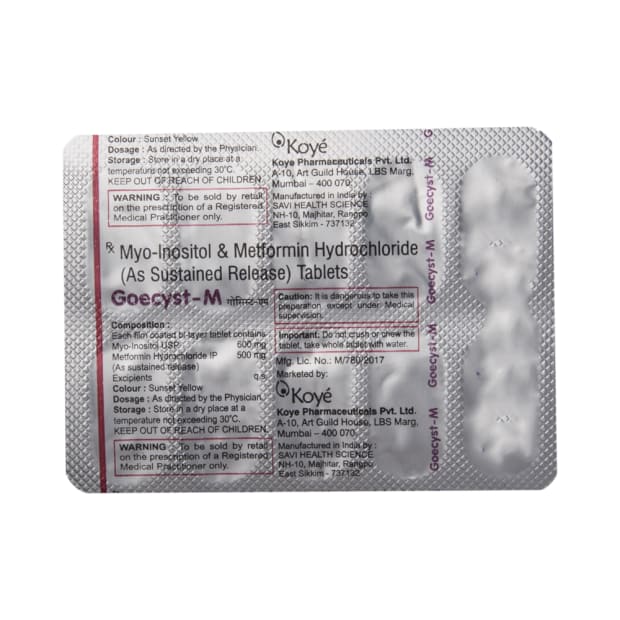 Colour : Sunset Yellow
Dosage : As directed by the Physician.
Storage : Store in a dry place at a
temperature not exceeding 30°C.
KEEP OUT OF REACH OF CHILDREN.
WARNING : To be sold by retail
on the prescription of a Registered
Medical Practitioner only.
Koyé
Koye Pharmaceuticals Pvt. Ltd.
A-10, Art Guild House, LBS Marg,
Mumbai – 400 070.
Manufactured in India by :
SAVI HEALTH SCIENCE
NH-10, Majhitar, Rangpo
East Sikkim - 737132
Rx Myo-Inositol & Metformin Hydrochloride
(As Sustained Release) Tablets
Goecyst-M गोसिस्ट-एम
Composition :
Each film coated bi-layer tablet contains
Myo-Inositol USP 600 mg
Metformin Hydrochloride IP 500 mg
(As sustained release)
Excipients q.s.
Colour : Sunset Yellow
Dosage : As directed by the Physician.
Storage : Store in a dry place at a
temperature not exceeding 30°C.
KEEP OUT OF REACH OF CHILDREN.
WARNING : To be sold by retail
on the prescription of a Registered
Medical Practitioner only.
Caution: It is dangerous to take this
preparation except under Medical
supervision.
Important: Do not crush or chew the
tablet, take whole tablet with water.
Mfg. Lic. No.: M/780/2017
Marketed by:
Koyé
Koye Pharmaceuticals Pvt. Ltd.
A-10, Art Guild House, LBS Marg,
Mumbai – 400 070.
Manufactured in India by :
SAVI HEALTH SCIENCE
NH-10, Majhitar, Rangpo
East Sikkim - 737132
Goecyst-M
Goecyst-M
Goecyst-M
Goecyst-M